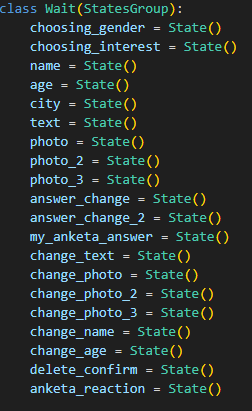 class Wait(StatesGroup):
    choosing_gender = State()
    choosing_interest = State()
    name = State()
    age = State()
    city = State()
    text = State()
    photo = State()
    photo_2 = State()
    photo_3 = State()
    answer_change = State()
    answer_change_2 = State()
    my_anketa_answer = State()
    change_text = State()
    change_photo = State()
    change_photo_2 = State()
    change_photo_3 = State()
    change_name = State()
    change_age = State()
    delete_confirm = State()
    anketa_reaction = State()